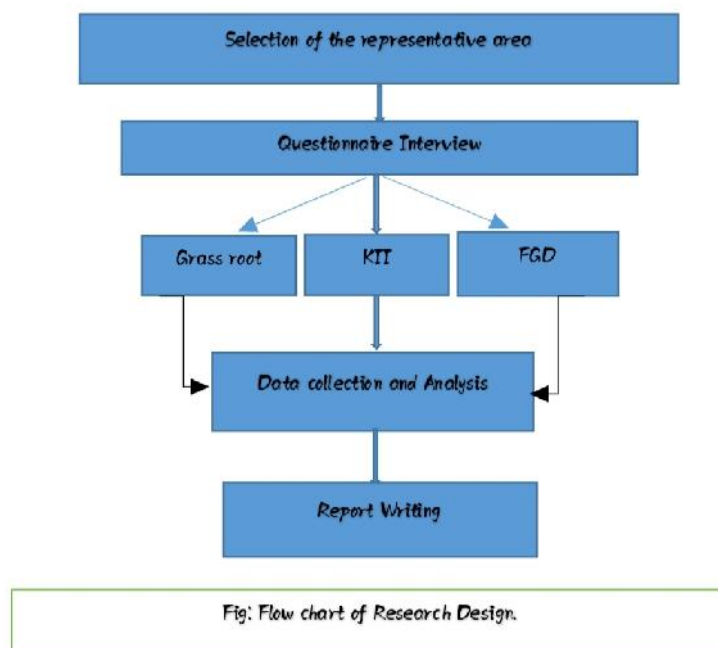 Selection of the representative area
Questionnaire Interview
Grass root
KII
FGD
Data collection and Analysis
Report Writing
Fig: Flow chart of Research Design.